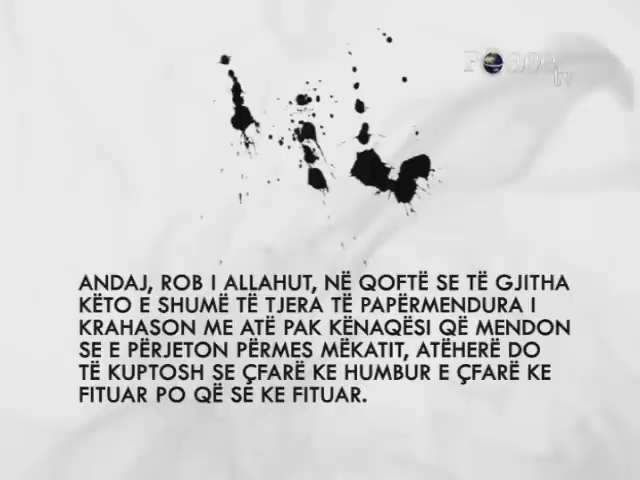 ANDAJ, ROB I ALLAHUT, NË QOFTË SE TË GJITHA
KËTO E SHUMË TË TJERA TË PAPËRMENDURA I
KRAHASON ME ATË PAK KËNAQËSI QË MENDON
SE E PËRJETON PËRMES MËKATIT, ATËHERË DO
TË KUPTOSH SE ÇFARË KE HUMBUR E ÇFARË KE
FITUAR PO QË SE KE FITUAR.